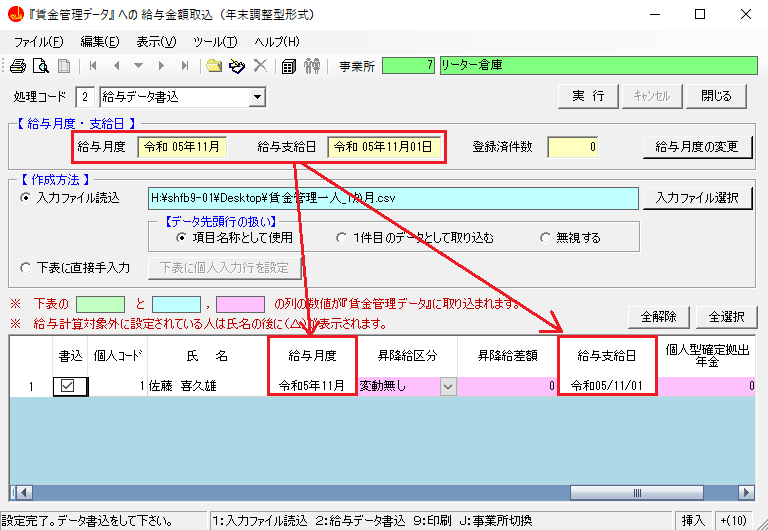 『賃金管理データ』 への 給与金額取込 （年末調整型形式）
ファイル(F) 編集(E) 表示(V) ツール(T) ヘルプ(H)
事業所 7 リーター倉庫
処理コード 2 給与データ書込 実 行 キャンセル 閉じる
【 給与月度・支給日 】
給与月度 令和 05年11月 給与支給日 令和 05年11月01日 登録済件数 0 給与月度の変更
【 作成方法 】
入力ファイル読込 H:¥shfb9-01¥Desktop¥賃金管理一人_1か月.csv 入力ファイル選択
【データ先頭行の扱い】
項目名称として使用 1件目のデータとして取り込む 無視する
下表に直接手入力 下表に個人入力行を設定
※ 下表の と , の列の数値が『賃金管理データ』に取り込まれます。
※ 給与計算対象外に設定されている人は氏名の後に(△)が表示されます。 全解除 全選択
書込 個人コード 氏 名 給与月度 昇降給区分 昇降給差額 給与支給日 個人型確定拠出年金
1 1 佐藤 喜久雄 令和5年11月 変動無し 0 令和05/11/01 0
設定完了。データ書込をして下さい。 1:入力ファイル読込 2:給与データ書込 9:印刷 J:事業所切換 挿入 +(10)